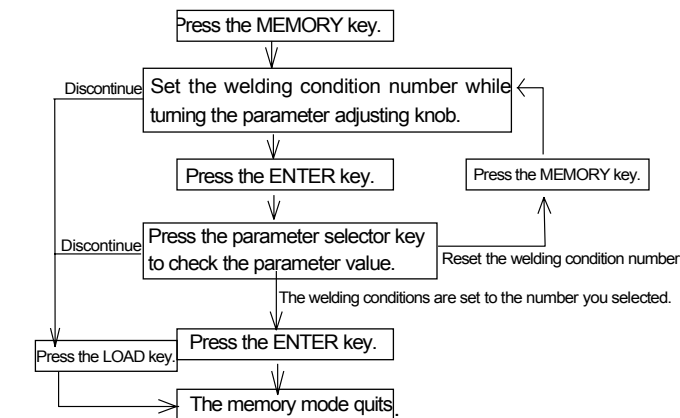 Press the MEMORY key.
Discontinue
Set the welding condition number while
turning the parameter adjusting knob.
Press the ENTER key.
Press the MEMORY key.
Discontinue
Press the parameter selector key
to check the parameter value.
Reset the welding condition number
The welding conditions are set to the number you selected.
Press the LOAD key.
Press the ENTER key.
The memory mode quits.